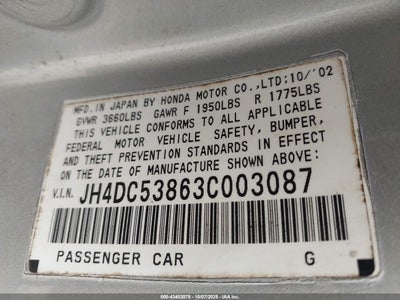 MFD. IN JAPAN BY HONDA MOTOR CO.,LTD;10/'02
GVWR 3660LBS GAWR F 1950LBS R 1775LBS
THIS VEHICLE CONFORMS TO ALL APPLICABLE
FEDERAL MOTOR VEHICLE SAFETY, BUMPER,
AND THEFT PREVENTION STANDARDS IN EFFECT
ON THE DATE OF MANUFACTURE SHOWN ABOVE:
V.I.N. JH4DC53863C003087
PASSENGER CAR G
600-43403075 - 10/07/2025 - IAA, Inc.